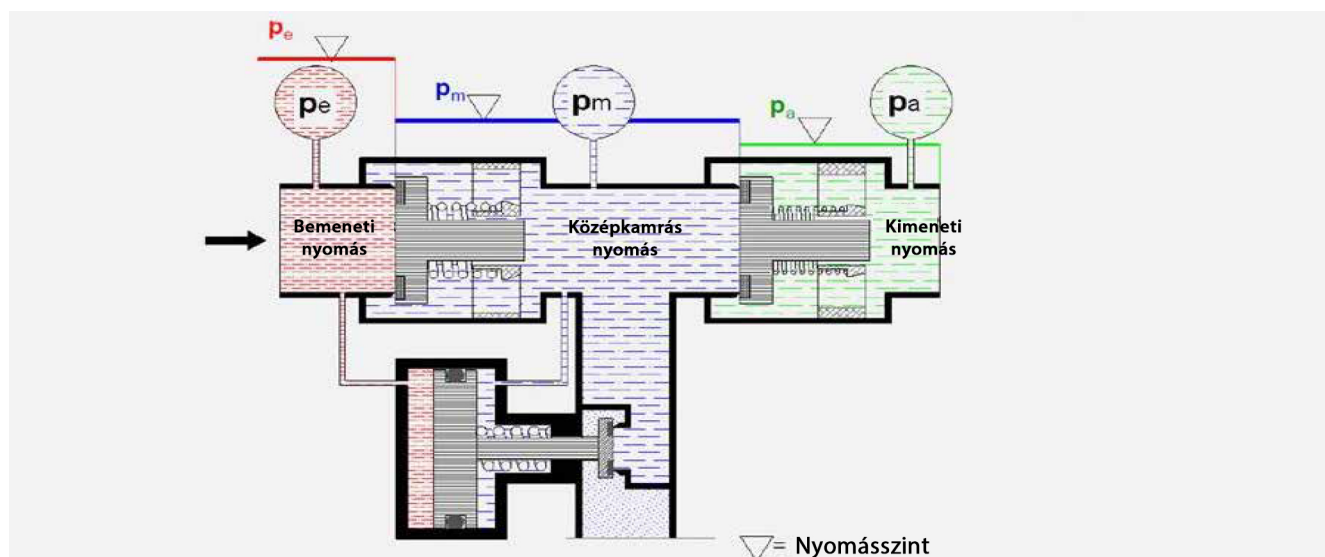 pe
pm
pa
pe
pm
pa
Bemeneti
nyomás
Középkamrás
nyomás
Kimeneti
nyomás
▽= Nyomásszint